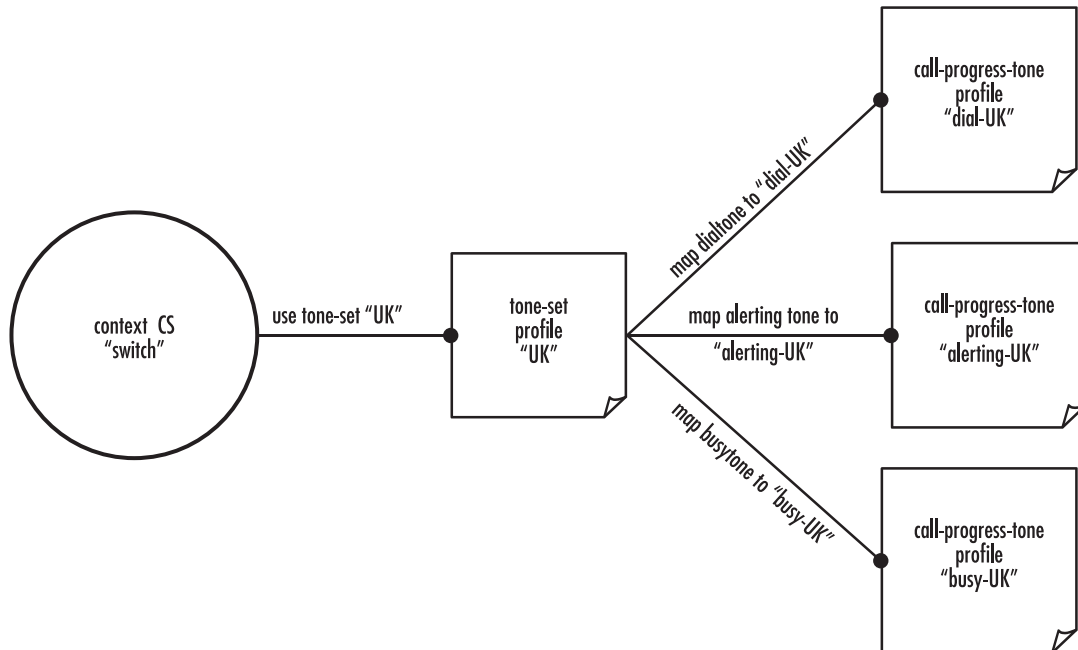 context CS
“switch”
use tone-set “UK”
tone-set
profile
“UK”
map dialtone to “dial-UK”
map alerting tone to
“alerting-UK”
map busytone to “busy-UK”
call-progress-tone
profile
“dial-UK”
call-progress-tone
profile
“alerting-UK”
call-progress-tone
profile
“busy-UK”